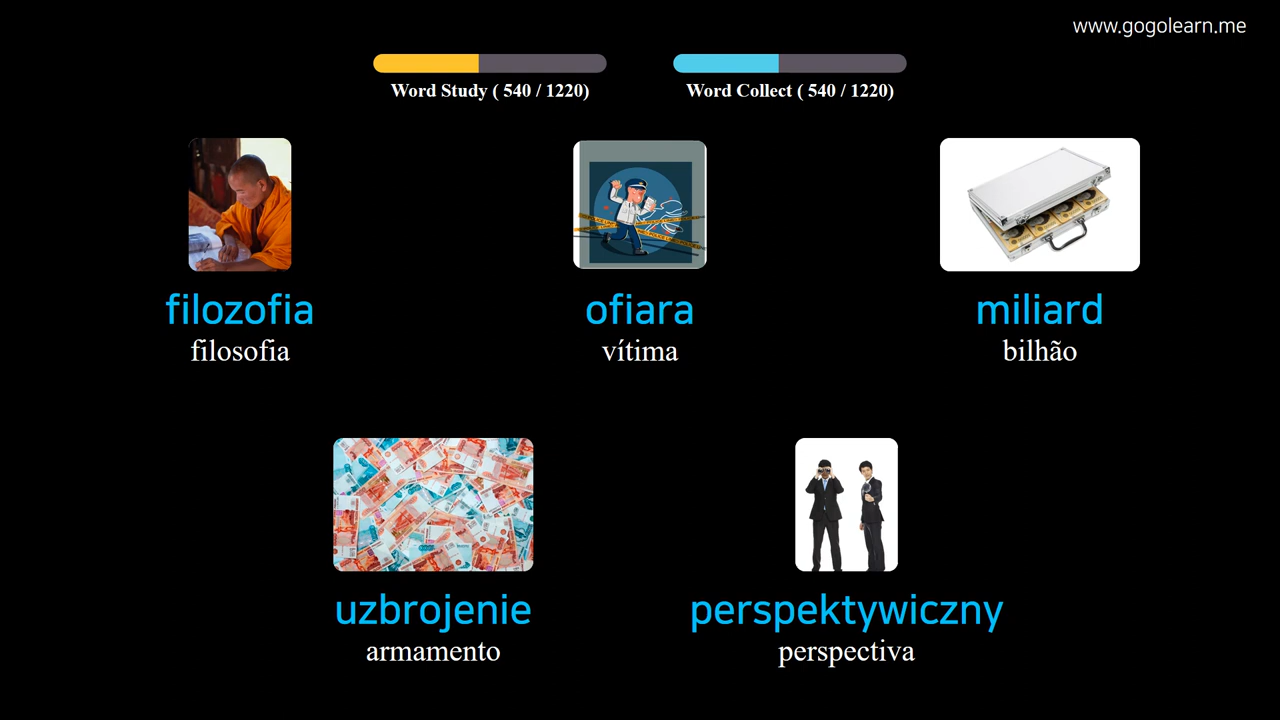 www.gogolearn.me
Word Study ( 540 / 1220)
Word Collect ( 540 / 1220)
filozofia
filosofia
ofiara
vítima
miliard
bilhão
uzbrojenie
armamento
perspektywiczny
perspectiva